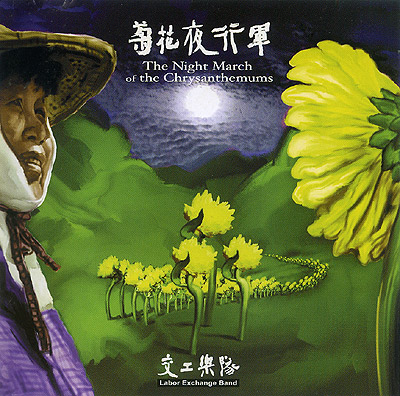 菊花夜行軍
The Night March
of the Chrysanthemums
交工樂隊
Labor Exchange Band